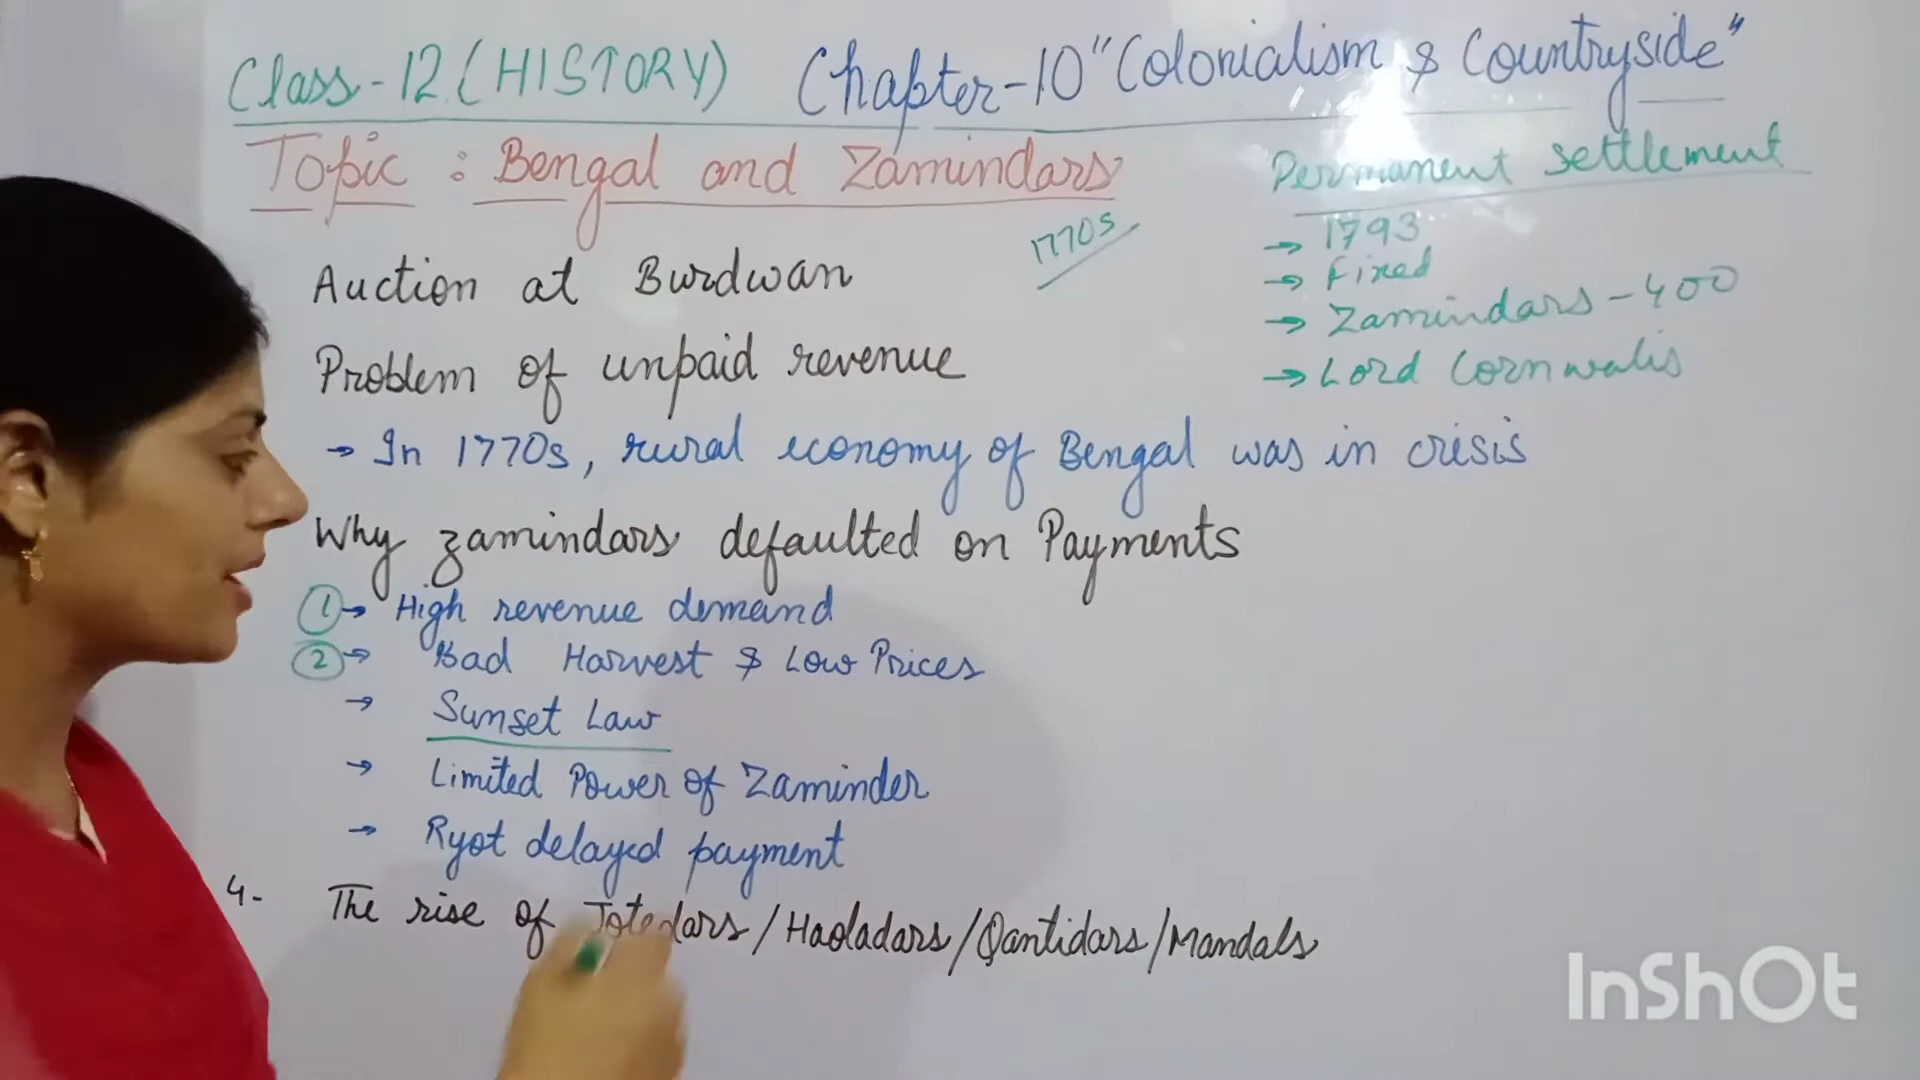 Class-12 (HISTORY) Chapter-10 "Colonialism & Countryside"
Topic : Bengal and Zamindars
Permanent Settlement
1770s
→ 1793
→ Fixed
→ Zamindars - 400
→ Lord Cornwalis
Auction at Burdwan
Problem of unpaid revenue
→ In 1770s, rural economy of Bengal was in crisis
Why zamindars defaulted on Payments
1 → High revenue demand
2 → Bad Harvest & Low Prices
→ Sunset Law
→ Limited Power of Zaminder
→ Ryot delayed payment
4- The rise of Jotedars/Haoladars/Gantidars/Mandals
InShOt